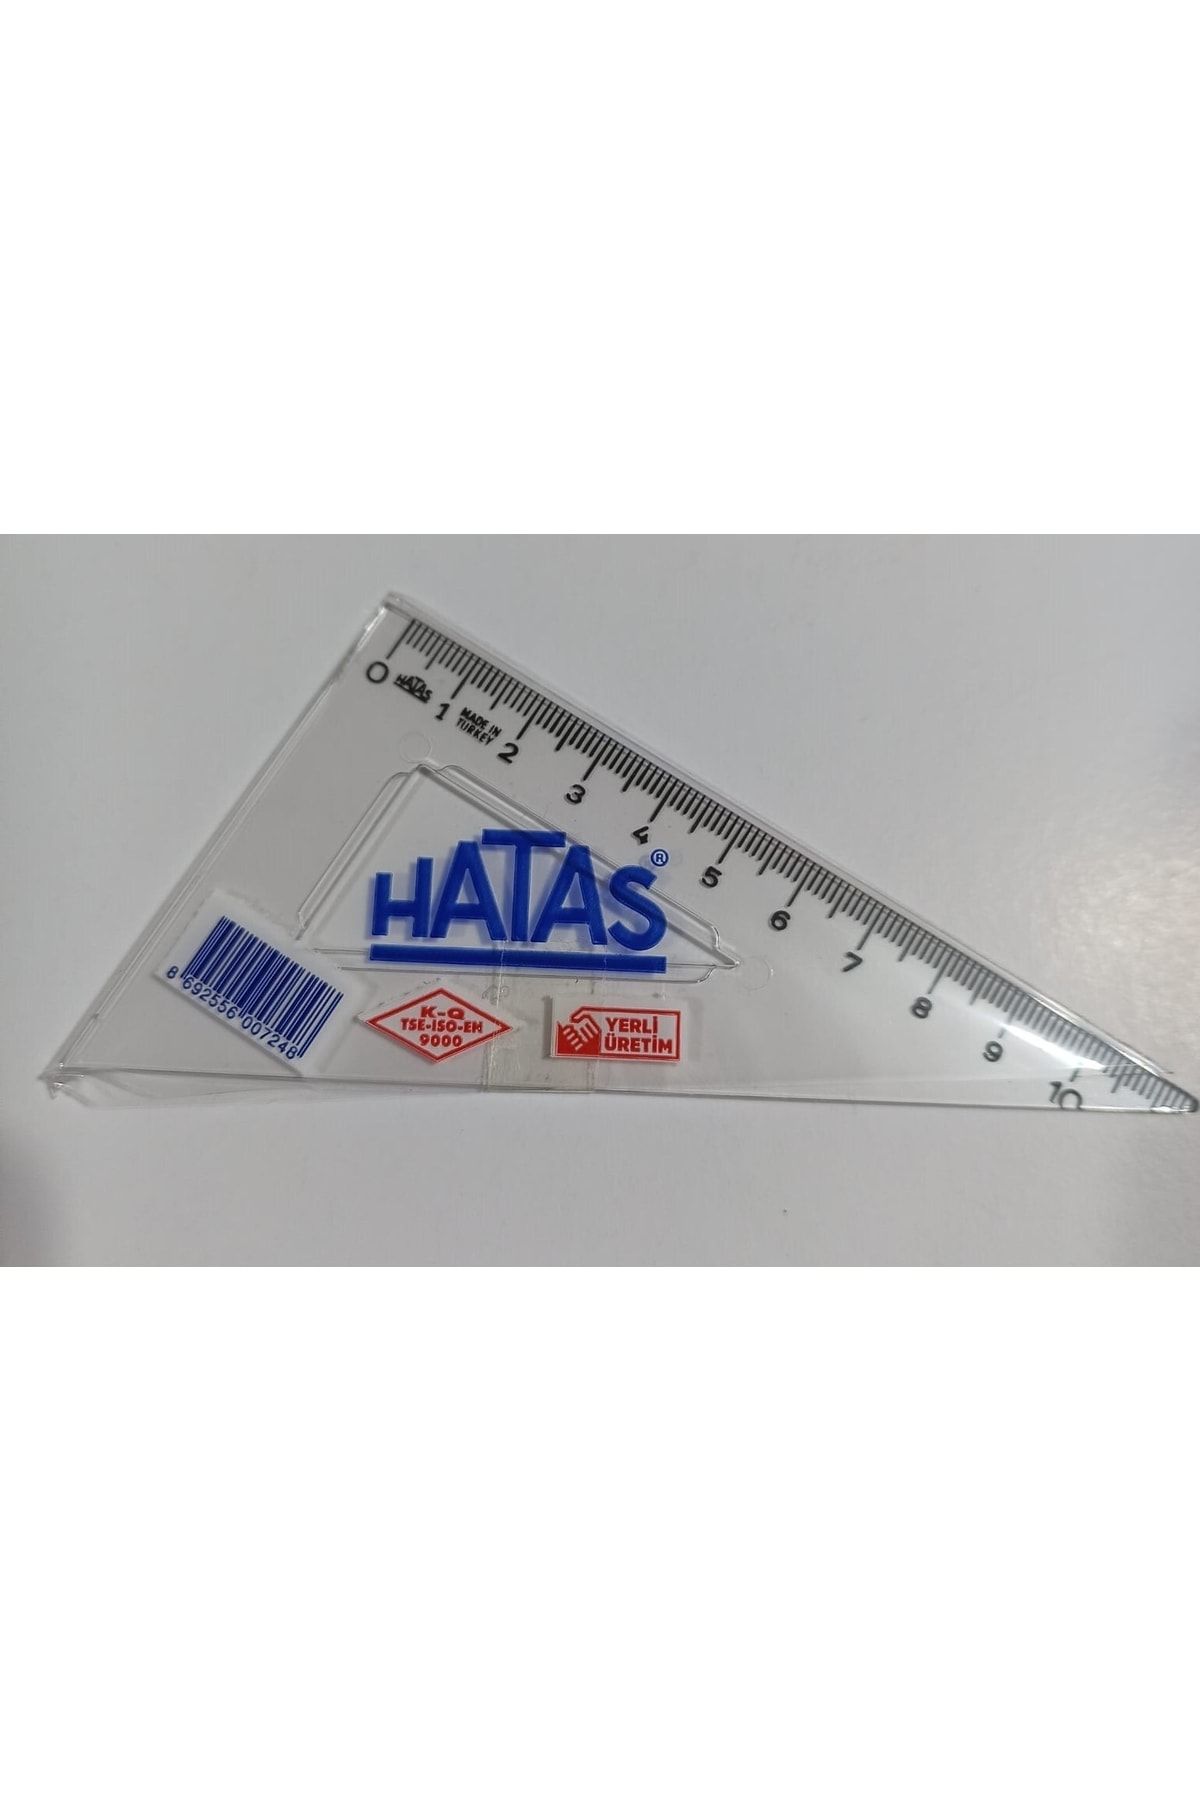 0 HATAS 1 MADE IN
TURKEY 2 3 4 5 6 7 8 9 10
HATAS®
8 692556 007248
K-Q
TSE-İSO-EN
9000
YERLİ
ÜRETİM